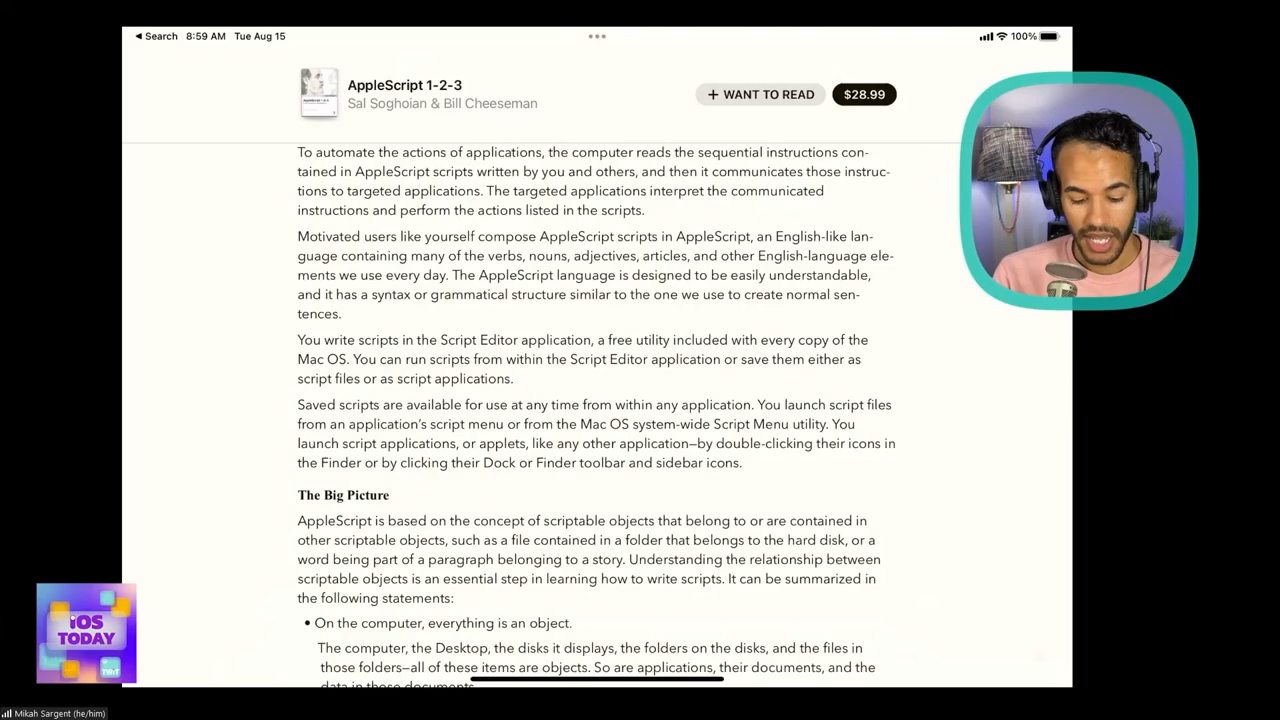 Search 8:59 AM Tue Aug 15
100%
AppleScript 1-2-3
Sal Soghoian & Bill Cheeseman
+ WANT TO READ
$28.99
To automate the actions of applications, the computer reads the sequential instructions con-
tained in AppleScript scripts written by you and others, and then it communicates those instruc-
tions to targeted applications. The targeted applications interpret the communicated
instructions and perform the actions listed in the scripts.
Motivated users like yourself compose AppleScript scripts in AppleScript, an English-like lan-
guage containing many of the verbs, nouns, adjectives, articles, and other English-language ele-
ments we use every day. The AppleScript language is designed to be easily understandable,
and it has a syntax or grammatical structure similar to the one we use to create normal sen-
tences.
You write scripts in the Script Editor application, a free utility included with every copy of the
Mac OS. You can run scripts from within the Script Editor application or save them either as
script files or as script applications.
Saved scripts are available for use at any time from within any application. You launch script files
from an application's script menu or from the Mac OS system-wide Script Menu utility. You
launch script applications, or applets, like any other application—by double-clicking their icons in
the Finder or by clicking their Dock or Finder toolbar and sidebar icons.
The Big Picture
AppleScript is based on the concept of scriptable objects that belong to or are contained in
other scriptable objects, such as a file contained in a folder that belongs to the hard disk, or a
word being part of a paragraph belonging to a story. Understanding the relationship between
scriptable objects is an essential step in learning how to write scripts. It can be summarized in
the following statements:
• On the computer, everything is an object.
The computer, the Desktop, the disks it displays, the folders on the disks, and the files in
those folders—all of these items are objects. So are applications, their documents, and the
data in those documents
iOS
TODAY
TWiT
Mikah Sargent (he/him)